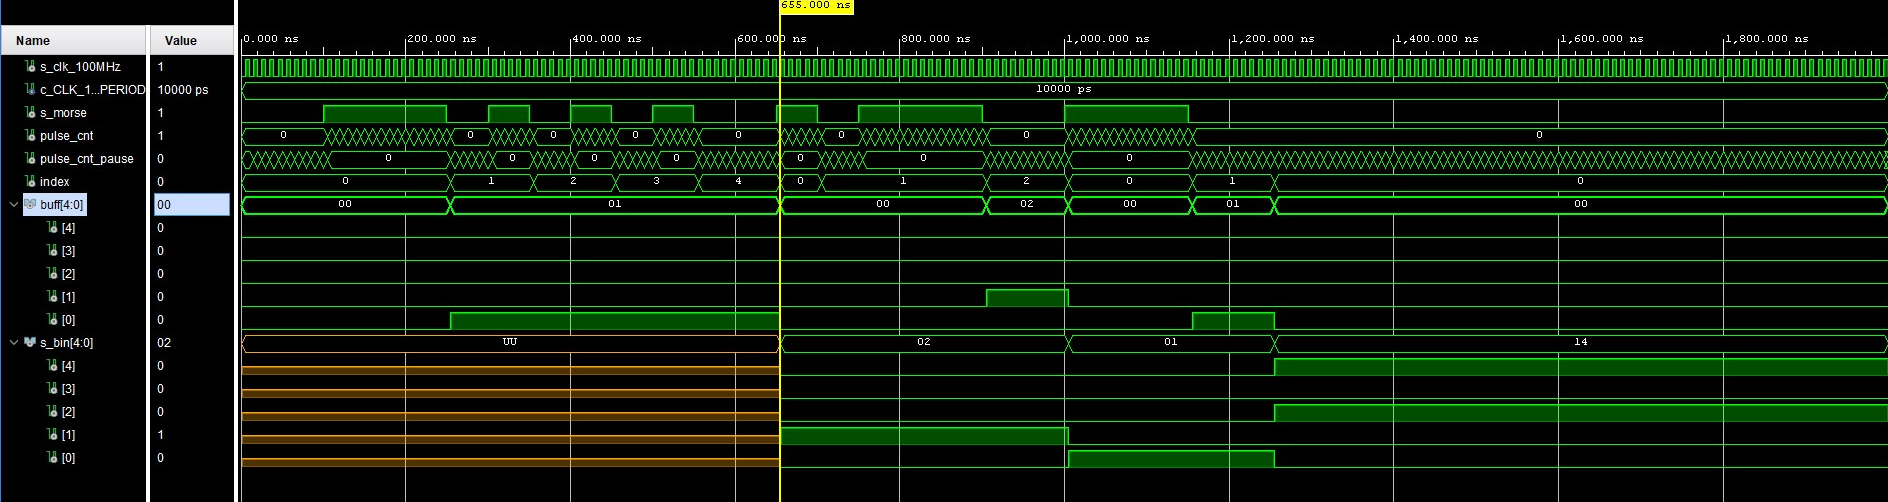 655.000 ns
Name Value
0.000 ns 200.000 ns 400.000 ns 600.000 ns 800.000 ns 1,000.000 ns 1,200.000 ns 1,400.000 ns 1,600.000 ns 1,800.000 ns
s_clk_100MHz 1
c_CLK_1...PERIOD 10000 ps 10000 ps
s_morse 1
pulse_cnt 1 0 0 0 0 0 0 0 0
pulse_cnt_pause 0 0 0 0 0 0 0 0
index 0 0 1 2 3 4 0 1 2 0 1 0
buff[4:0] 00 00 01 00 02 00 01 00
[4] 0
[3] 0
[2] 0
[1] 0
[0] 0
s_bin[4:0] 02 UU 02 01 14
[4] 0
[3] 0
[2] 0
[1] 1
[0] 0